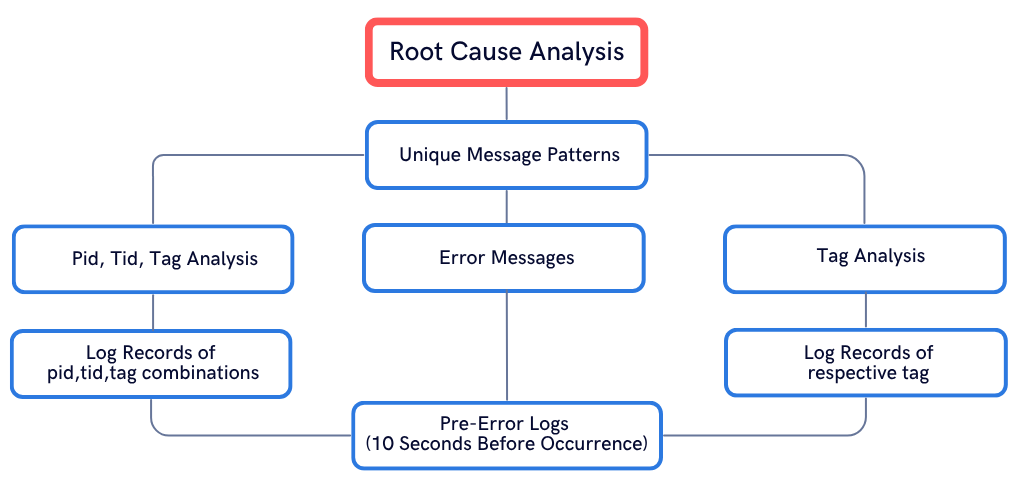 Root Cause Analysis
Unique Message Patterns
Pid, Tid, Tag Analysis
Error Messages
Tag Analysis
Log Records of
pid,tid,tag combinations
Log Records of
respective tag
Pre-Error Logs
(10 Seconds Before Occurrence)